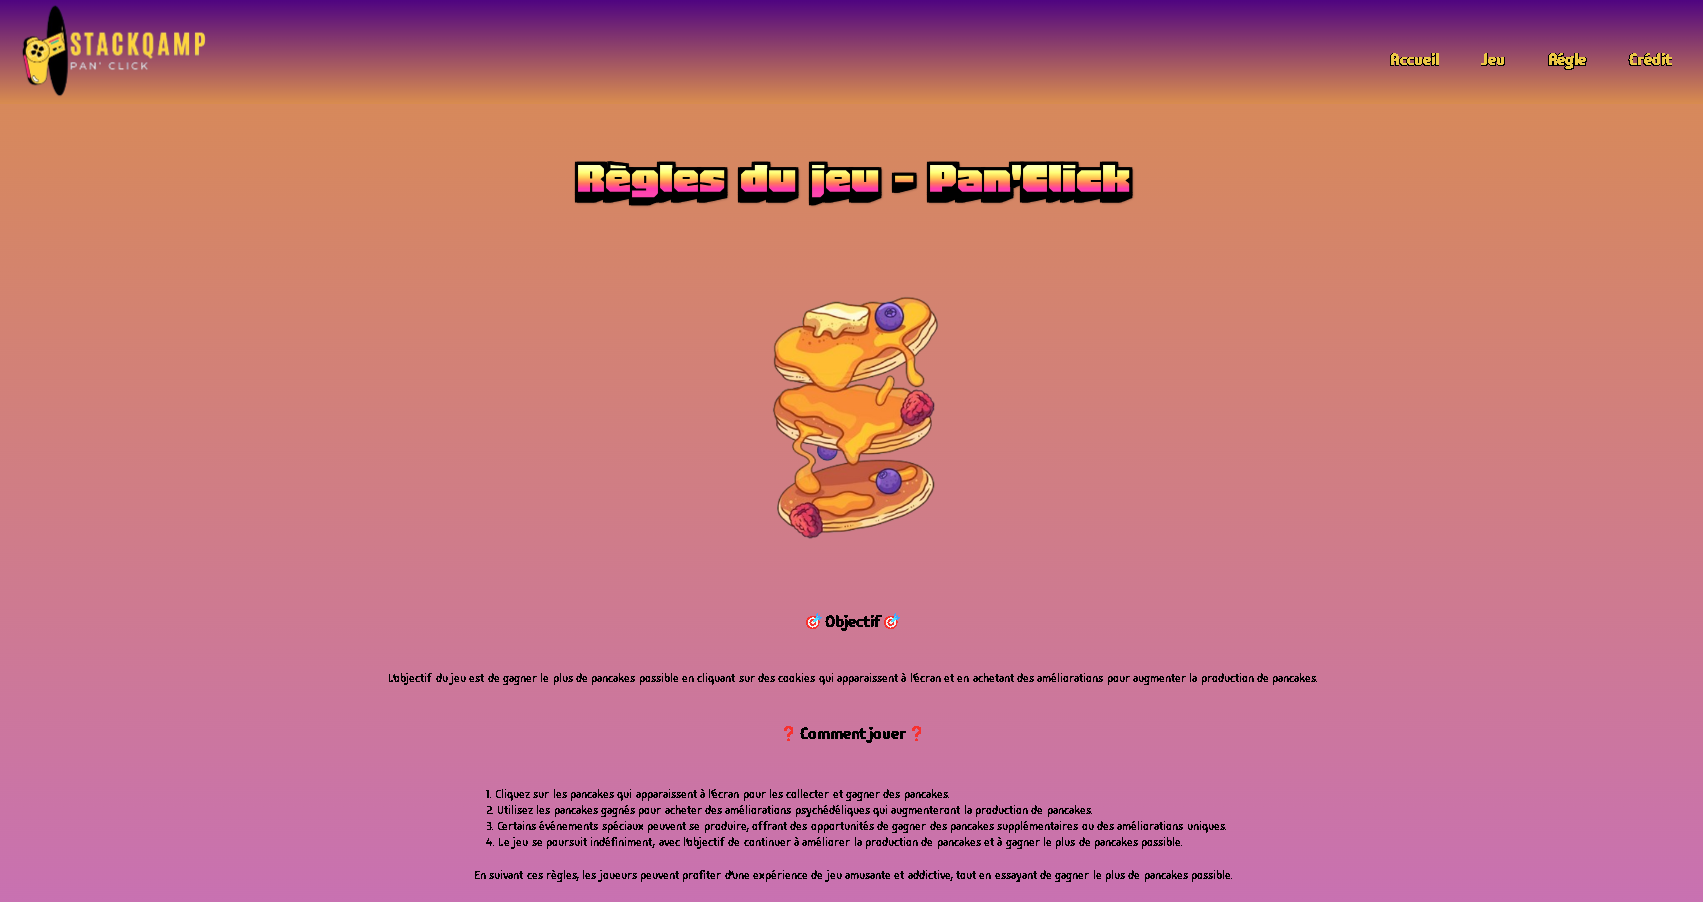 STACKQAMP
PAN' CLICK
Accueil Jeu Régle Crédit
Règles du jeu - Pan'Click
🎯 Objectif 🎯
L'objectif du jeu est de gagner le plus de pancakes possible en cliquant sur des cookies qui apparaissent à l'écran et en achetant des améliorations pour augmenter la production de pancakes.
❓ Comment jouer ❓
1. Cliquez sur les pancakes qui apparaissent à l'écran pour les collecter et gagner des pancakes.
2. Utilisez les pancakes gagnés pour acheter des améliorations psychédéliques qui augmenteront la production de pancakes.
3. Certains événements spéciaux peuvent se produire, offrant des opportunités de gagner des pancakes supplémentaires ou des améliorations uniques.
4. Le jeu se poursuit indéfiniment, avec l'objectif de continuer à améliorer la production de pancakes et à gagner le plus de pancakes possible.
En suivant ces règles, les joueurs peuvent profiter d'une expérience de jeu amusante et addictive, tout en essayant de gagner le plus de pancakes possible.